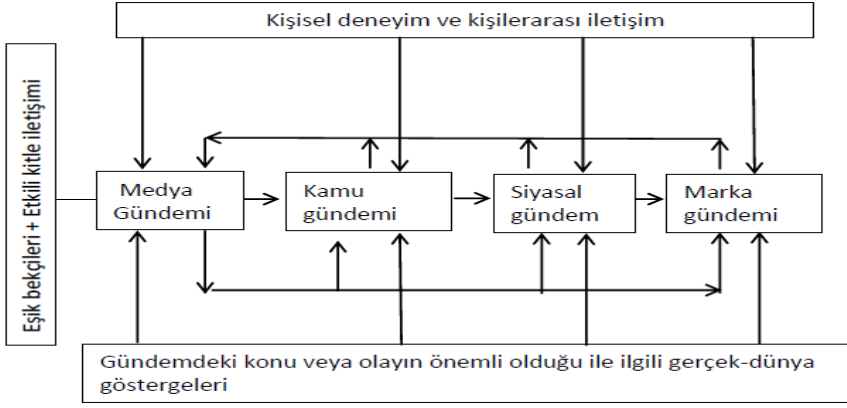 Kişisel deneyim ve kişilerarası iletişim
Eşik bekçileri + Etkili kitle iletişimi
Medya
Gündemi
Kamu
gündemi
Siyasal
gündem
Marka
gündemi
Gündemdeki konu veya olayın önemli olduğu ile ilgili gerçek-dünya
göstergeleri